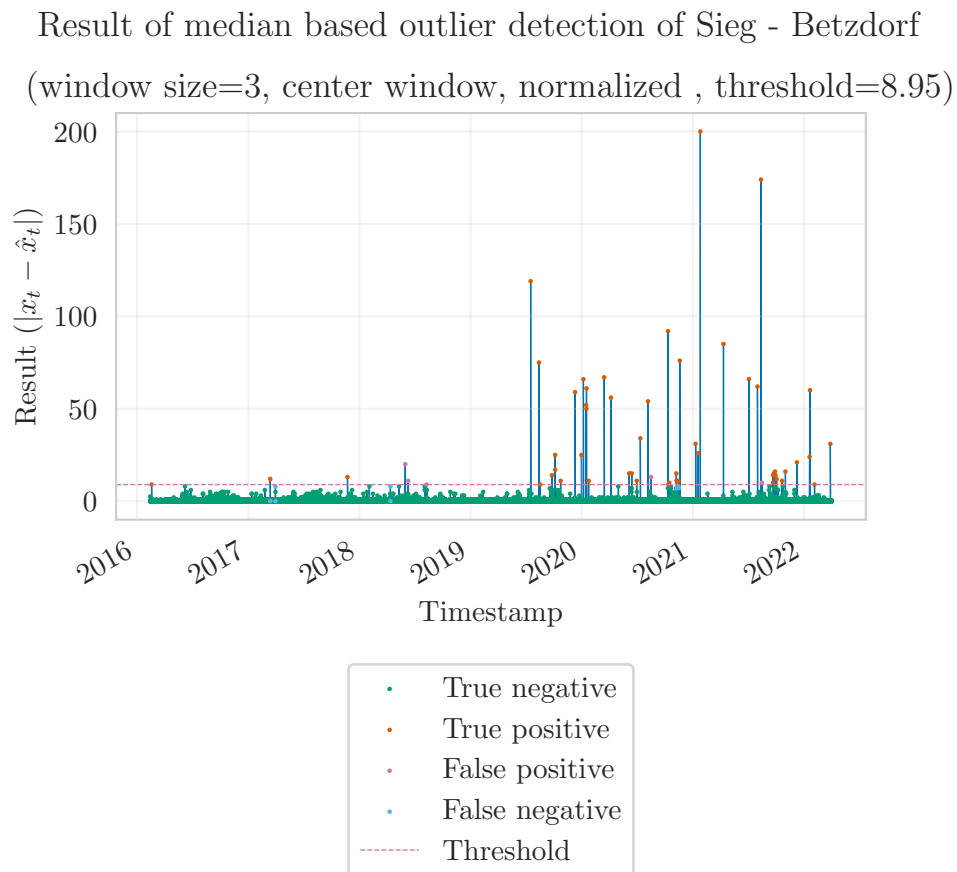 Result of median based outlier detection of Sieg - Betzdorf
(window size=3, center window, normalized , threshold=8.95)
200
150
100
50
0
Result (|x_t − x̂_t|)
2016
2017
2018
2019
2020
2021
2022
Timestamp
True negative
True positive
False positive
False negative
Threshold